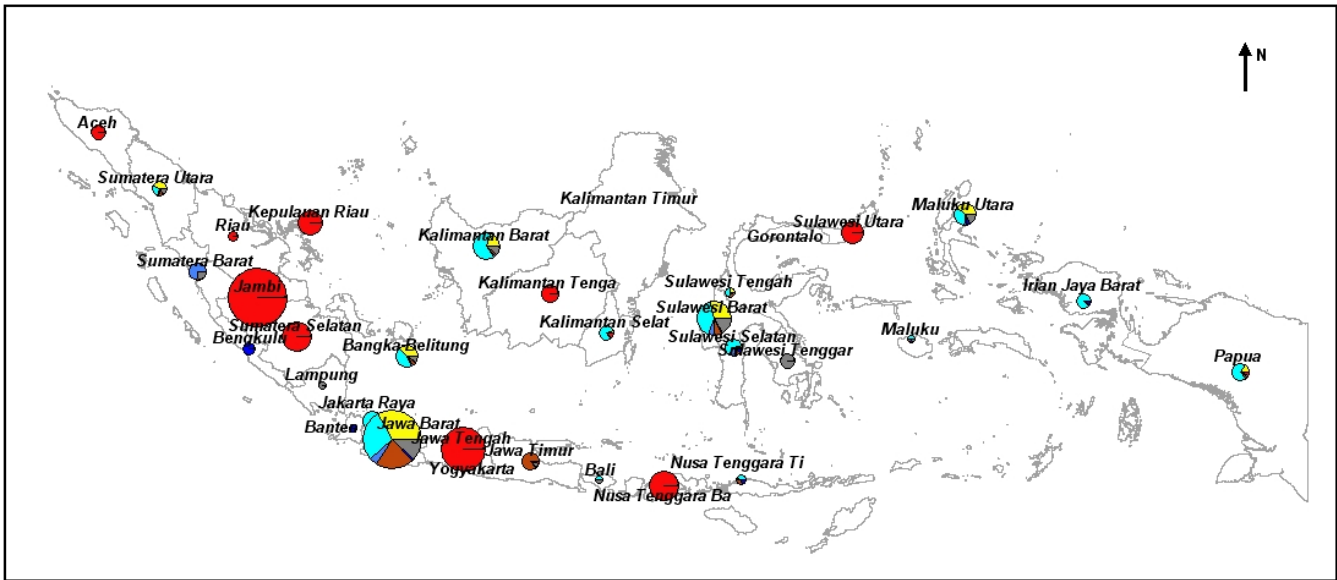 N
Aceh
Sumatera Utara
Kalimantan Timur
Maluku Utara
Kepulauan Riau
Riau
Sulawesi Utara
Gorontalo
Kalimantan Barat
Sumatera Barat
Kalimantan Tenga
Sulawesi Tengah
Irian Jaya Barat
Jambi
Sulawesi Barat
Kalimantan Selat
Sumatera Selatan
Bengkulu
Sulawesi Selatan
Maluku
Bangka-Belitung
Sulawesi Tenggar
Papua
Lampung
Jakarta Raya
Jawa Barat
Banten
Jawa Tengah
Jawa Timur
Yogyakarta
Bali
Nusa Tenggara Ti
Nusa Tenggara Ba